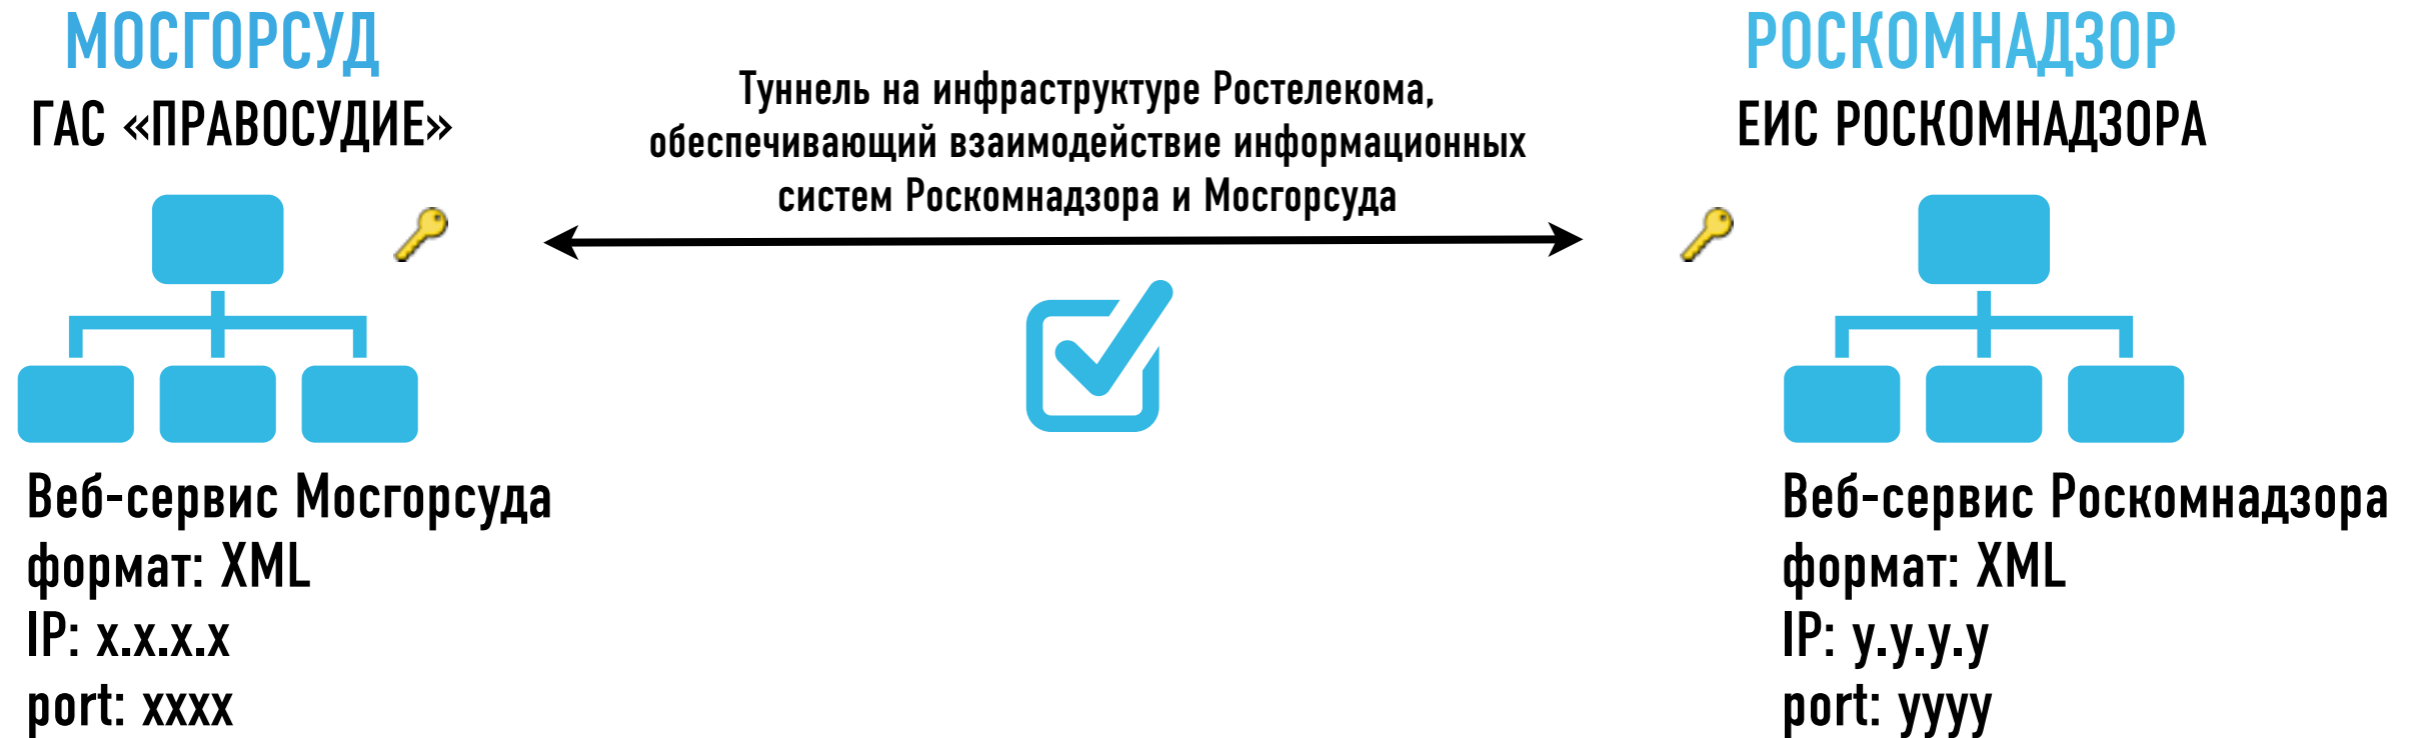 МОСГОРСУД
ГАС «ПРАВОСУДИЕ»
Туннель на инфраструктуре Ростелекома,
обеспечивающий взаимодействие информационных
систем Роскомнадзора и Мосгорсуда
РОСКОМНАДЗОР
ЕИС РОСКОМНАДЗОРА
Веб-сервис Мосгорсуда
формат: XML
IP: x.x.x.x
port: xxxx
Веб-сервис Роскомнадзора
формат: XML
IP: y.y.y.y
port: yyyy